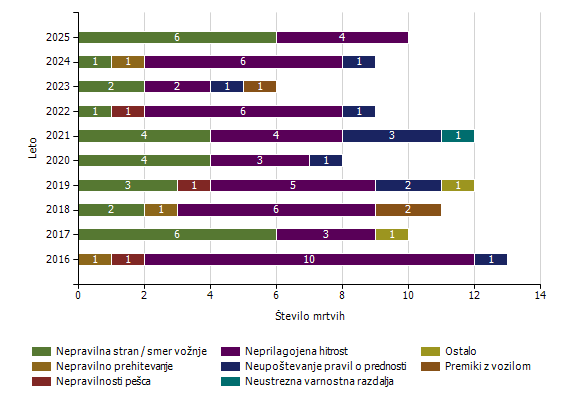 2025 6 4
2024 1 1 6 1
2023 2 2 1 1
2022 1 1 6 1
2021 4 4 3 1
2020 4 3 1
2019 3 1 5 2 1
2018 2 1 6 2
2017 6 3 1
2016 1 1 10 1
Leto
0 2 4 6 8 10 12 14
Število mrtvih
Nepravilna stran / smer vožnje Neprilagojena hitrost Ostalo
Nepravilno prehitevanje Neupoštevanje pravil o prednosti Premiki z vozilom
Nepravilnosti pešca Neustrezna varnostna razdalja